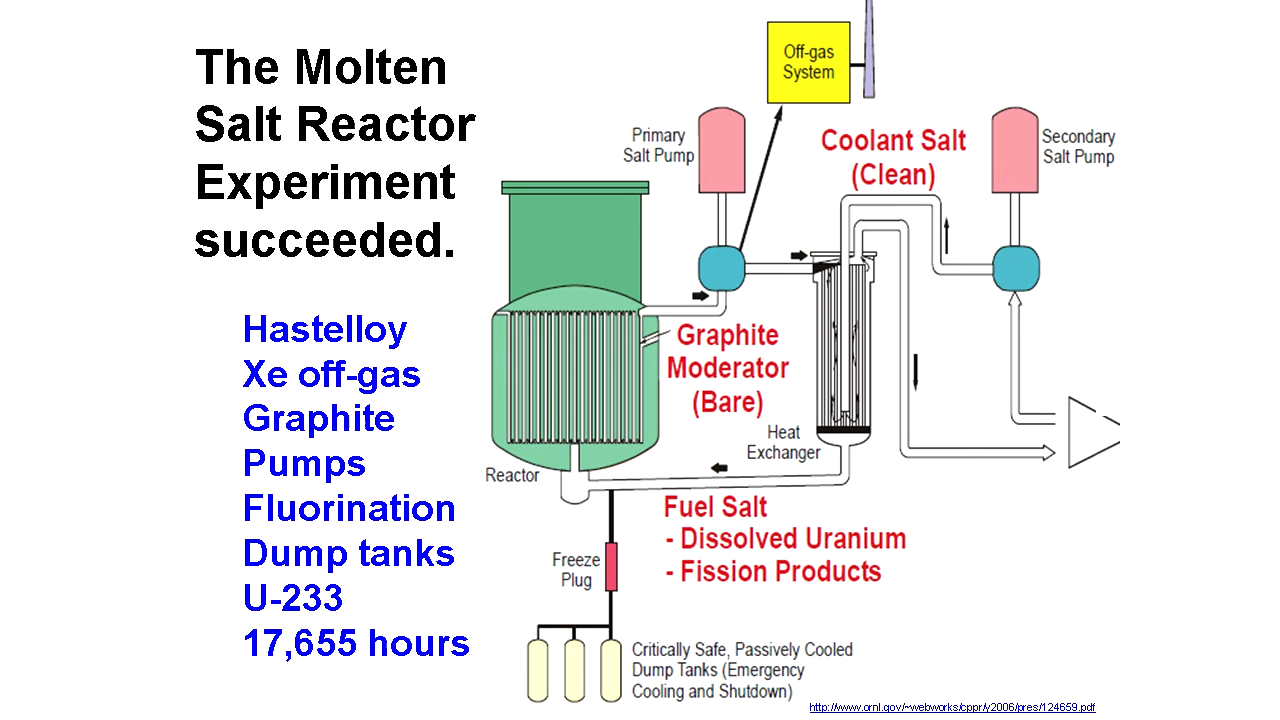 The Molten
Salt Reactor
Experiment
succeeded.
Hastelloy
Xe off-gas
Graphite
Pumps
Fluorination
Dump tanks
U-233
17,655 hours
Off-gas
System
Primary
Salt Pump
Coolant Salt
(Clean)
Secondary
Salt Pump
Graphite
Moderator
(Bare)
Heat
Exchanger
Reactor
Fuel Salt
- Dissolved Uranium
- Fission Products
Freeze
Plug
Critically Safe, Passively Cooled
Dump Tanks (Emergency
Cooling and Shutdown)
http://www.ornl.gov/~webworks/cppr/y2006/pres/124659.pdf